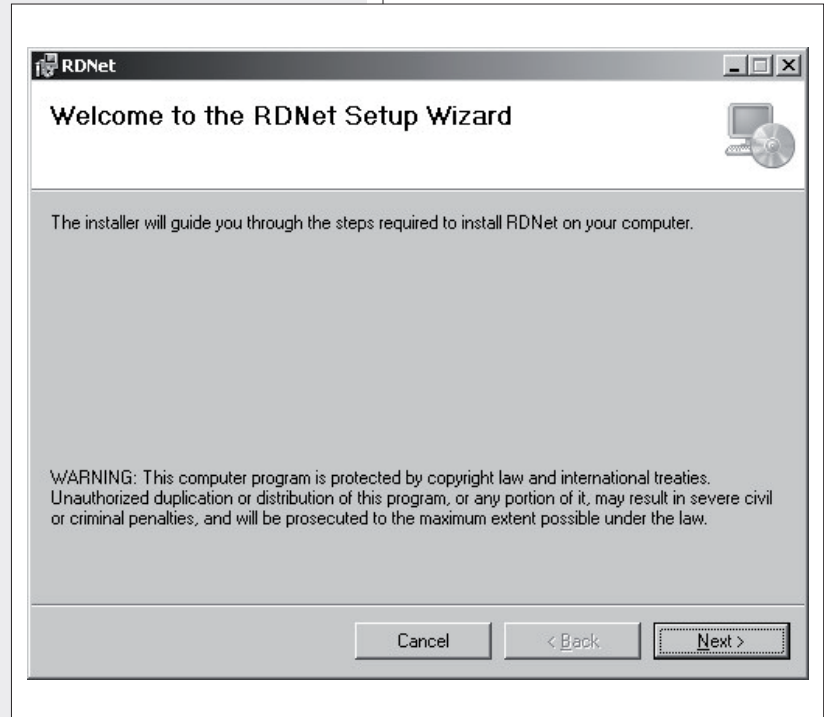 RDNet
Welcome to the RDNet Setup Wizard
The installer will guide you through the steps required to install RDNet on your computer.
WARNING: This computer program is protected by copyright law and international treaties.
Unauthorized duplication or distribution of this program, or any portion of it, may result in severe civil
or criminal penalties, and will be prosecuted to the maximum extent possible under the law.
Cancel
< Back
Next >